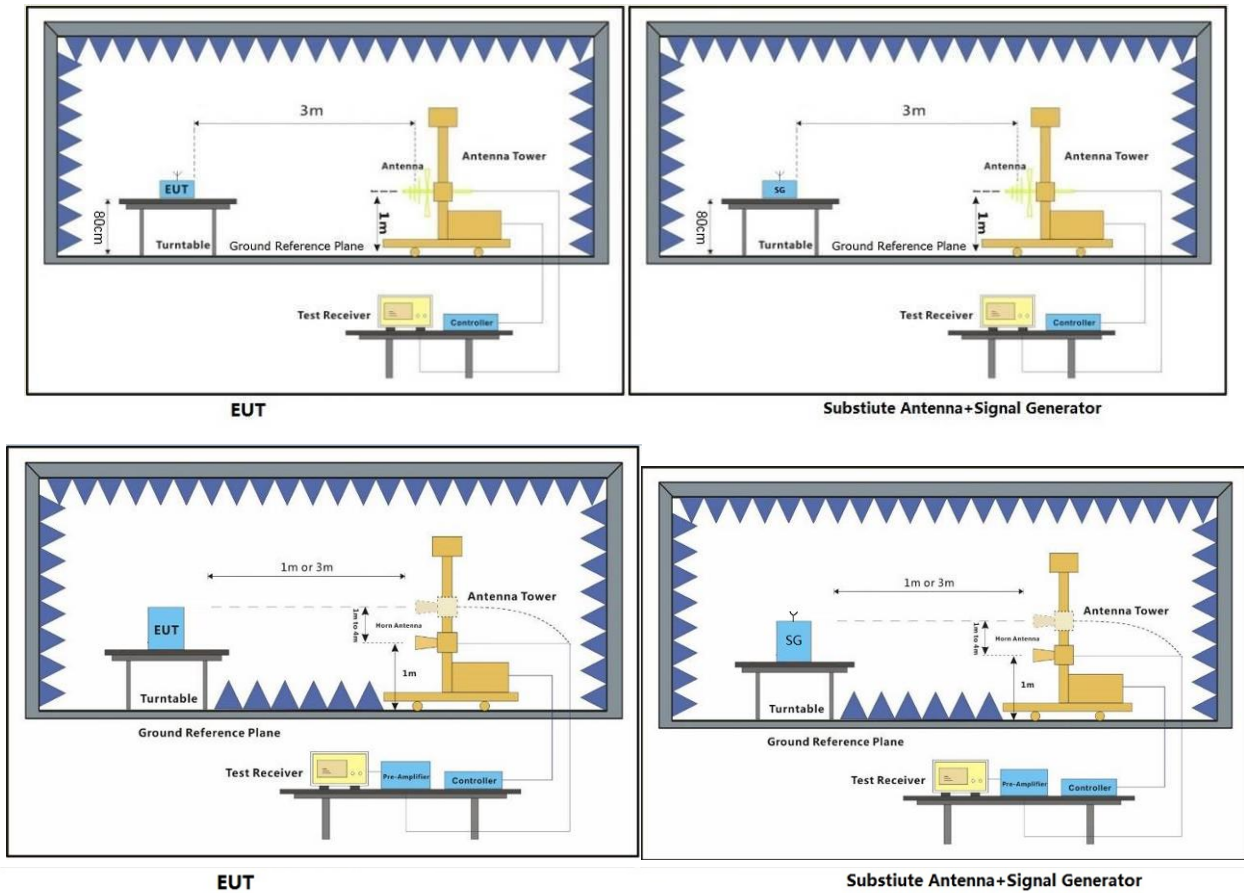 3m
Antenna Tower
Antenna
EUT
80cm
1m
Turntable
Ground Reference Plane
Test Receiver
Controller
EUT
3m
Antenna Tower
Antenna
SG
80cm
1m
Turntable
Ground Reference Plane
Test Receiver
Controller
Substiute Antenna+Signal Generator
1m or 3m
Antenna Tower
1m to 4m
Horn Antenna
EUT
1m
Turntable
Ground Reference Plane
Test Receiver
Pre-Amplifier
Controller
EUT
1m or 3m
Antenna Tower
1m to 4m
Horn Antenna
SG
1m
Turntable
Ground Reference Plane
Test Receiver
Pre-Amplifier
Controller
Substiute Antenna+Signal Generator